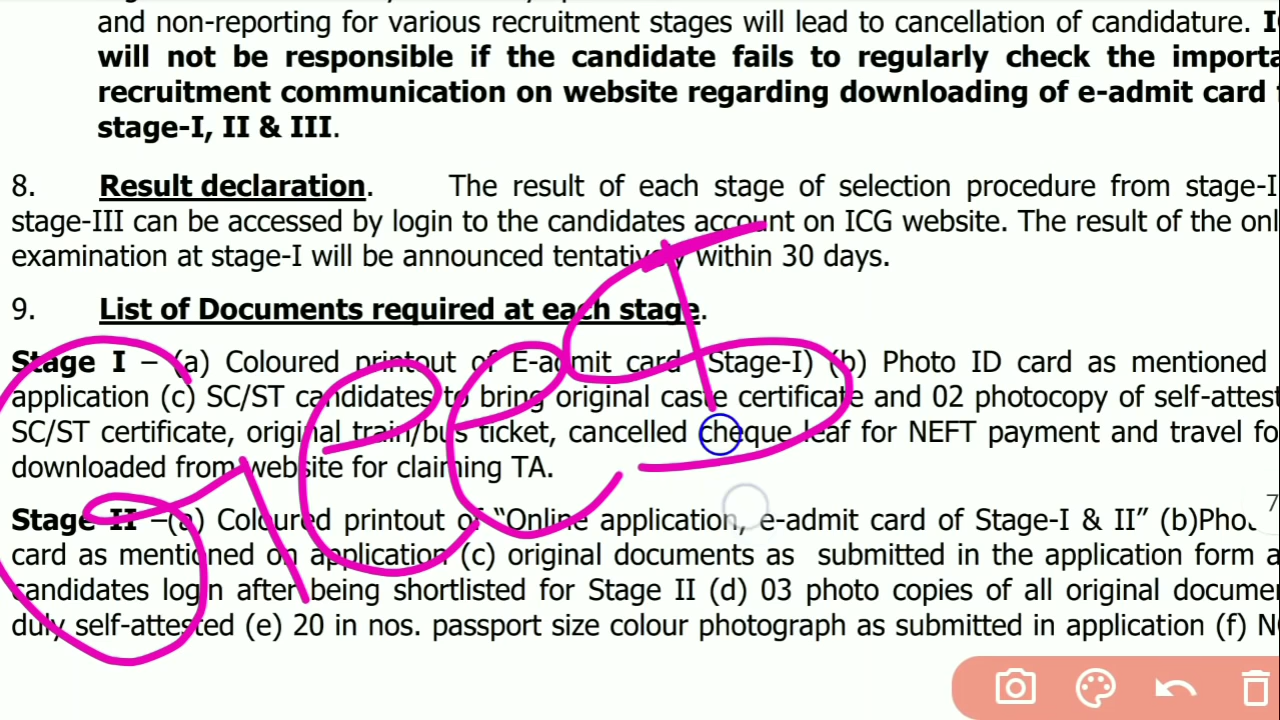 and non-reporting for various recruitment stages will lead to cancellation of candidature.
will not be responsible if the candidate fails to regularly check the importa
recruitment communication on website regarding downloading of e-admit card
stage-I, II & III.
8. Result declaration. The result of each stage of selection procedure from stage-I
stage-III can be accessed by login to the candidates account on ICG website. The result of the onl
examination at stage-I will be announced tentatively within 30 days.
9. List of Documents required at each stage.
Stage I – (a) Coloured printout of E-admit card (Stage-I) (b) Photo ID card as mentioned
application (c) SC/ST candidates to bring original caste certificate and 02 photocopy of self-attest
SC/ST certificate, original train/bus ticket, cancelled cheque leaf for NEFT payment and travel fo
downloaded from website for claiming TA.
Stage II –(a) Coloured printout of “Online application, e-admit card of Stage-I & II” (b)Pho
card as mentioned on application (c) original documents as submitted in the application form a
candidates login after being shortlisted for Stage II (d) 03 photo copies of all original docume
duly self-attested (e) 20 in nos. passport size colour photograph as submitted in application (f) N